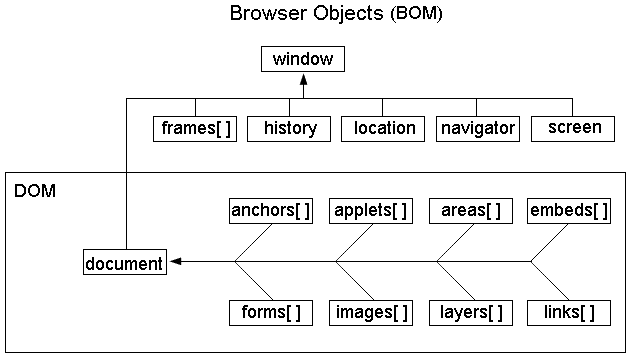 Browser Objects (BOM)
window
frames[ ] history location navigator screen
DOM
anchors[ ] applets[ ] areas[ ] embeds[ ]
document
forms[ ] images[ ] layers[ ] links[ ]